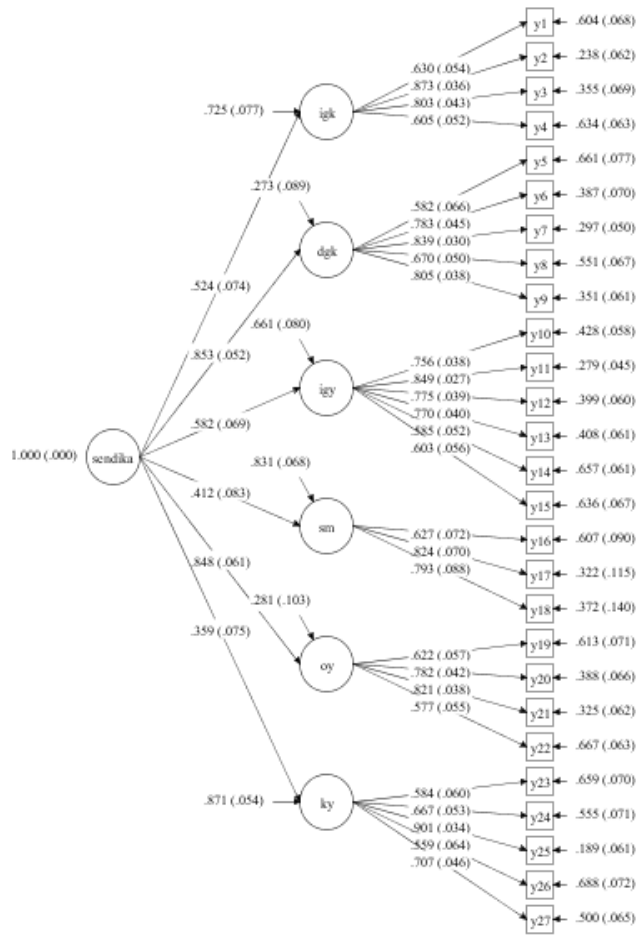 y1 .604 (.068)
.630 (.054) y2 .238 (.062)
.873 (.036)
.725 (.077) igk .803 (.043) y3 .355 (.069)
.605 (.052) y4 .634 (.063)
y5 .661 (.077)
.273 (.089) .582 (.066) y6 .387 (.070)
.783 (.045)
dgk .839 (.030) y7 .297 (.050)
.670 (.050) y8 .551 (.067)
.524 (.074) .805 (.038) y9 .351 (.061)
.661 (.080) y10 .428 (.058)
.853 (.052) .756 (.038) y11 .279 (.045)
.849 (.027)
igy .775 (.039) y12 .399 (.060)
.582 (.069) .770 (.040) y13 .408 (.061)
.585 (.052)
1.000 (.000) sendika .603 (.056) y14 .657 (.061)
.831 (.068)
.412 (.083) y15 .636 (.067)
sm .627 (.072) y16 .607 (.090)
.824 (.070)
.848 (.061) .793 (.088) y17 .322 (.115)
.281 (.103) y18 .372 (.140)
.359 (.075) y19 .613 (.071)
oy .622 (.057)
.782 (.042) y20 .388 (.066)
.821 (.038)
.577 (.055) y21 .325 (.062)
y22 .667 (.063)
y23 .659 (.070)
.871 (.054) ky .584 (.060)
.667 (.053) y24 .555 (.071)
.901 (.034)
.559 (.064) y25 .189 (.061)
.707 (.046)
y26 .688 (.072)
y27 .500 (.065)